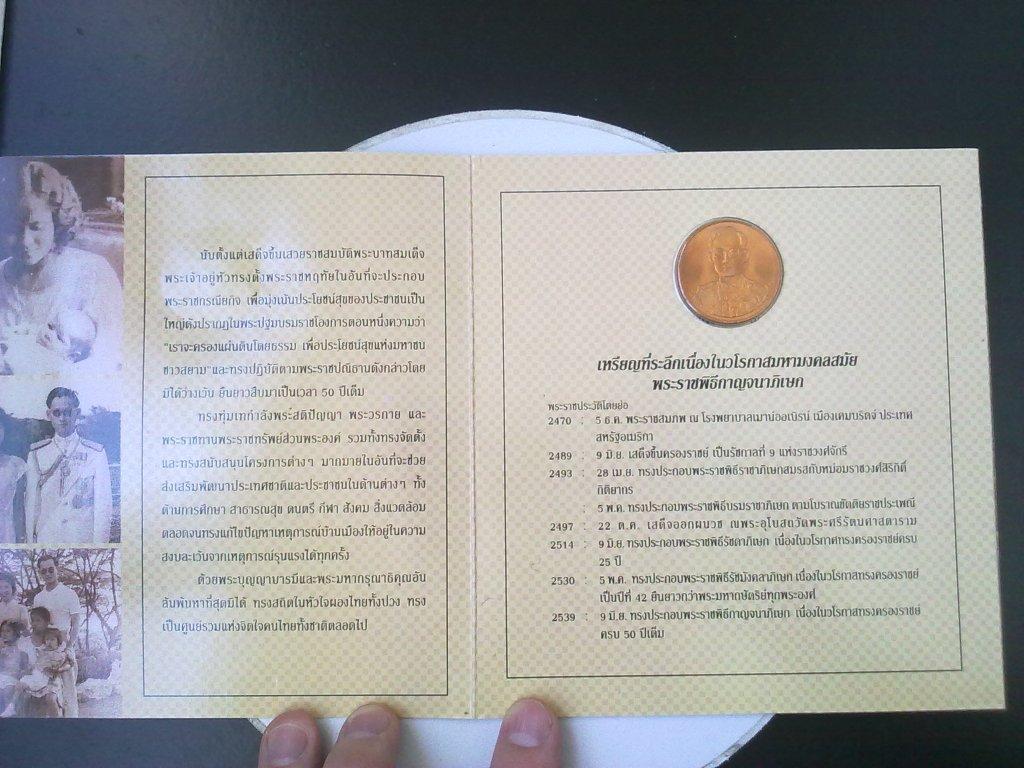 นับตั้งแต่เสด็จขึ้นเสวยราชสมบัติพระบาทสมเด็จ
พระเจ้าอยู่หัวทรงตั้งพระราชหฤทัยในอันที่จะประกอบ
พระราชกรณียกิจ เพื่อมุ่งเน้นประโยชน์สุขของประชาชนเป็น
ใหญ่ดังปรากฏในพระปฐมบรมราชโองการตอนหนึ่งความว่า
"เราจะครองแผ่นดินโดยธรรม เพื่อประโยชน์สุขแห่งมหาชน
ชาวสยาม"และทรงปฏิบัติตามพระราชปณิธานดังกล่าวโดย
มิได้ว่างเว้น ยืนยาวสืบมาเป็นเวลา 50 ปีเต็ม
ทรงทุ่มเทกำลังพระสติปัญญา พระวรกาย และ
พระราชทานพระราชทรัพย์ส่วนพระองค์ รวมทั้งทรงจัดตั้ง
และทรงสนับสนุนโครงการต่างๆ มากมายในอันที่จะช่วย
ส่งเสริมพัฒนาประเทศชาติและประชาชนในด้านต่างๆ ทั้ง
ด้านการศึกษา สาธารณสุข ดนตรี กีฬา สังคม สิ่งแวดล้อม
ตลอดจนทรงแก้ไขปัญหาเหตุการณ์บ้านเมืองให้อยู่ในความ
สงบละเว้นจากเหตุการณ์รุนแรงได้ทุกครั้ง
ด้วยพระบุญญาบารมีและพระมหากรุณาธิคุณอัน
ล้นพ้นหาที่สุดมิได้ ทรงสถิตในหัวใจผองไทยทั้งปวง ทรง
เป็นศูนย์รวมแห่งจิตใจคนไทยทั้งชาติตลอดไป
เหรียญที่ระลึกเนื่องในวโรกาสมหามงคลสมัย
พระราชพิธีกาญจนาภิเษก
พระราชประวัติโดยย่อ
2470 : 5 ธ.ค. พระราชสมภพ ณ โรงพยาบาลเมาน์ออเบิร์น เมืองเคมบริดจ์ ประเทศ
สหรัฐอเมริกา
2489 : 9 มิ.ย. เสด็จขึ้นครองราชย์ เป็นรัชกาลที่ 9 แห่งราชวงศ์จักรี
2493 : 28 เม.ย. ทรงประกอบพระราชพิธีราชาภิเษกสมรสกับหม่อมราชวงศ์สิริกิติ์
กิติยากร
: 5 พ.ค. ทรงประกอบพระราชพิธีบรมราชาภิเษก ตามโบราณขัตติยราชประเพณี
2497 : 22 ต.ค. เสด็จออกผนวช ณพระอุโบสถวัดพระศรีรัตนศาสดาราม
2514 : 9 มิ.ย. ทรงประกอบพระราชพิธีรัชดาภิเษก เนื่องในวโรกาศทรงครองราชย์ครบ
25 ปี
2530 : 5 พ.ค. ทรงประกอบพระราชพิธีรัชมังคลาภิเษก เนื่องในวโรกาสทรงครองราชย์
เป็นปีที่ 42 ยืนยาวกว่าพระมหากษัตริย์ทุกพระองค์
2539 : 9 มิ.ย. ทรงประกอบพระราชพิธีกาญจนาภิเษก เนื่องในวโรกาสทรงครองราชย์
ครบ 50 ปีเต็ม